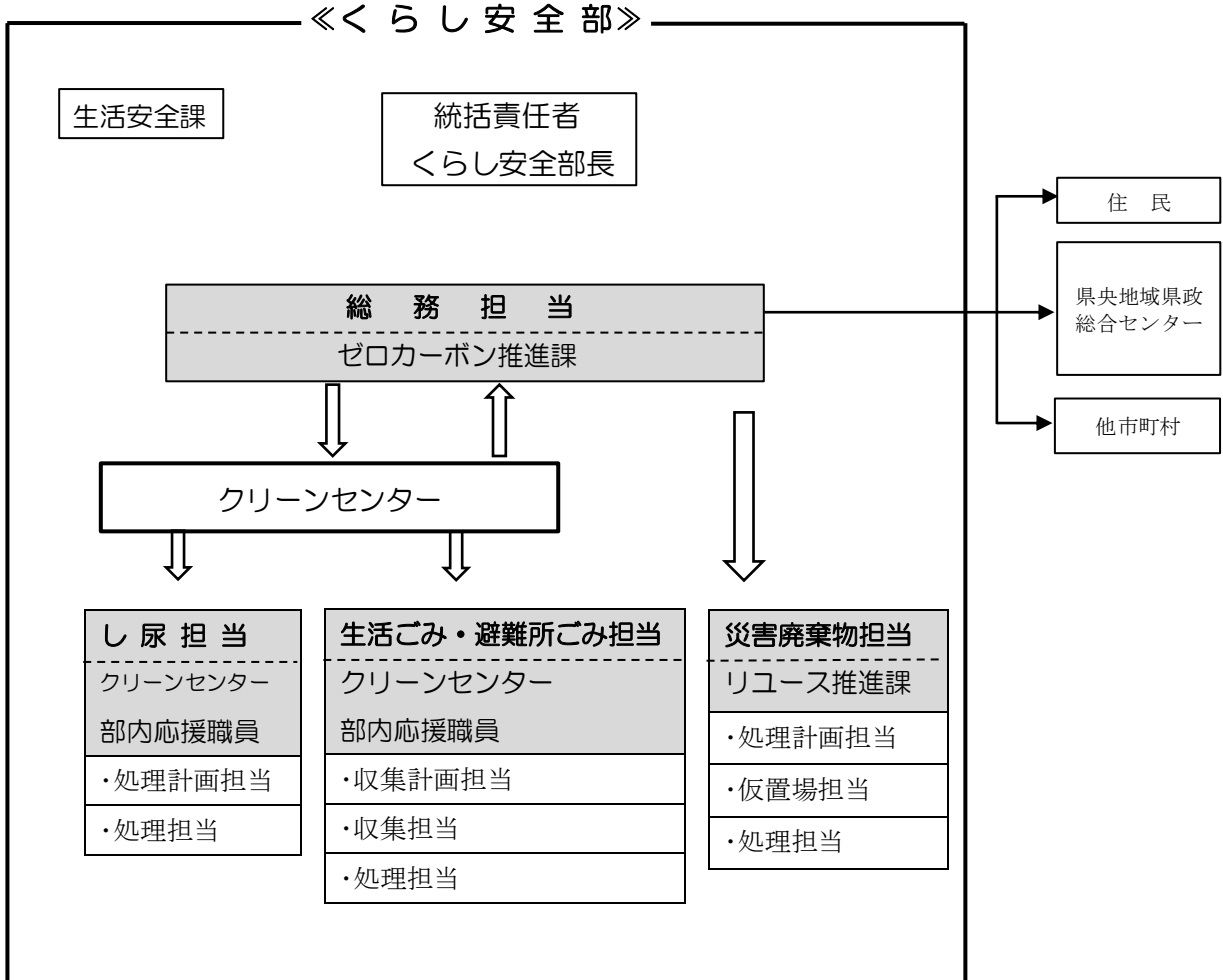 ≪くらし安全部≫
生活安全課
統括責任者
くらし安全部長
住　民
県央地域県政
総合センター
他市町村
総　務　担　当
ゼロカーボン推進課
クリーンセンター
し 尿 担 当
クリーンセンター
部内応援職員
・処理計画担当
・処理担当
生活ごみ・避難所ごみ担当
クリーンセンター
部内応援職員
・収集計画担当
・収集担当
・処理担当
災害廃棄物担当
リユース推進課
・処理計画担当
・仮置場担当
・処理担当